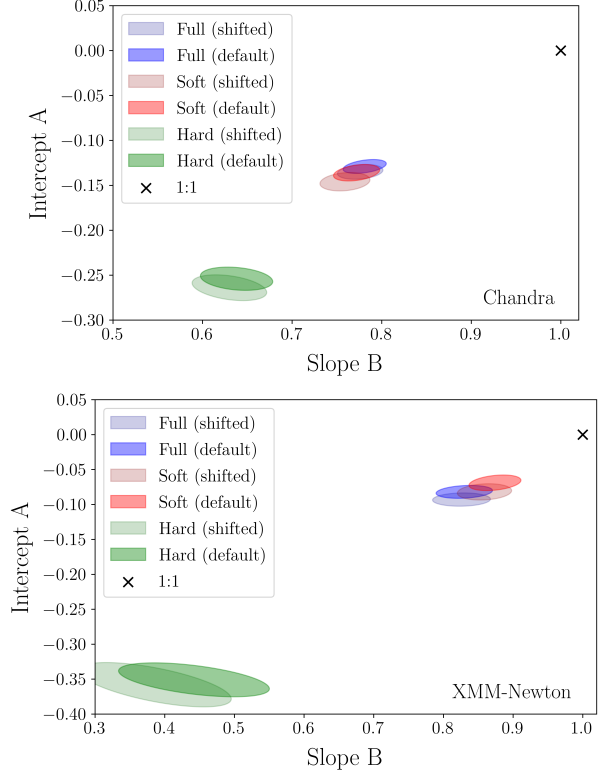 0.05
0.00
−0.05
−0.10
−0.15
−0.20
−0.25
−0.30
Intercept A
Full (shifted)
Full (default)
Soft (shifted)
Soft (default)
Hard (shifted)
Hard (default)
1:1
Chandra
0.5 0.6 0.7 0.8 0.9 1.0
Slope B
0.05
0.00
−0.05
−0.10
−0.15
−0.20
−0.25
−0.30
−0.35
−0.40
Intercept A
Full (shifted)
Full (default)
Soft (shifted)
Soft (default)
Hard (shifted)
Hard (default)
1:1
XMM-Newton
0.3 0.4 0.5 0.6 0.7 0.8 0.9 1.0
Slope B